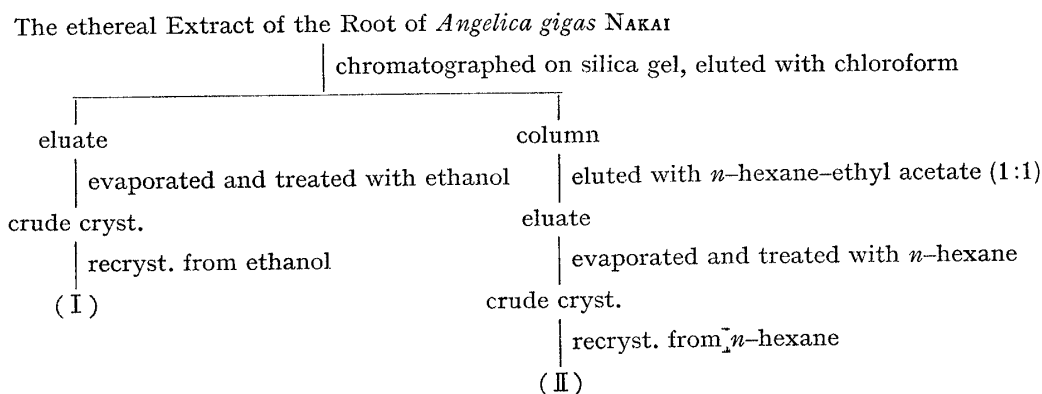 The ethereal Extract of the Root of Angelica gigas NAKAI
chromatographed on silica gel, eluted with chloroform
eluate
column
evaporated and treated with ethanol
eluted with n-hexane-ethyl acetate (1:1)
crude cryst.
eluate
recryst. from ethanol
evaporated and treated with n-hexane
(I)
crude cryst.
recryst. from n-hexane
(II)